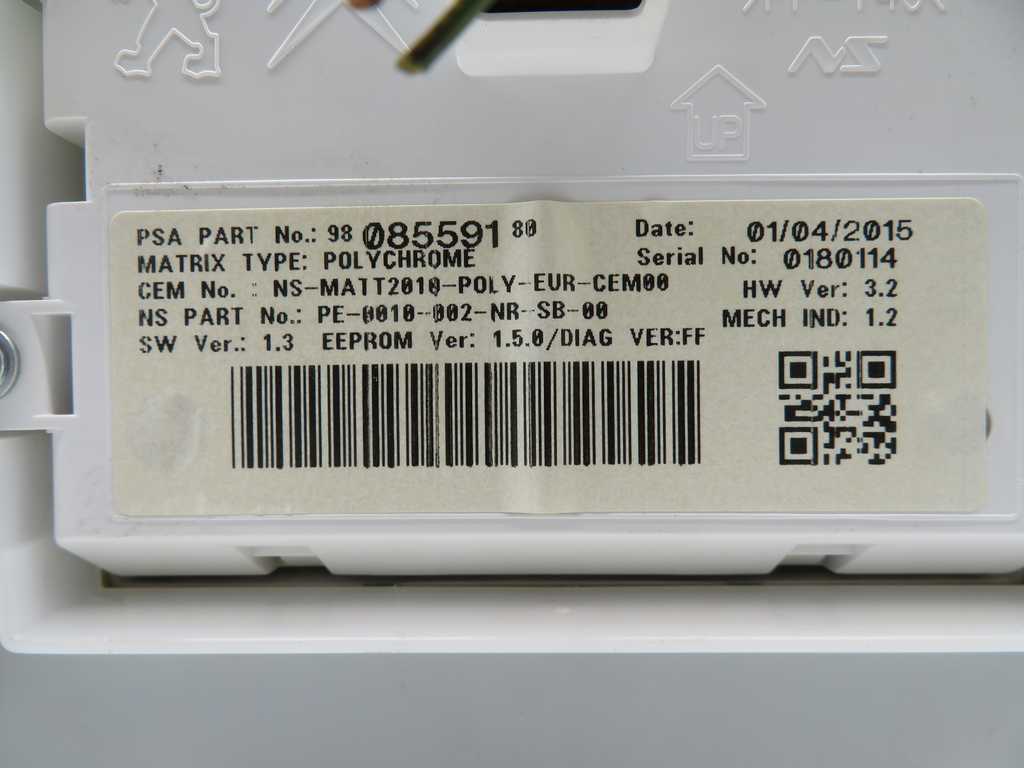 NS
UP
PSA PART No.: 98 085591 80 Date: 01/04/2015
MATRIX TYPE: POLYCHROME Serial No: 0180114
CEM No. : NS-MATT2010-POLY-EUR-CEM00 HW Ver: 3.2
NS PART No.: PE-0010-002-NR-SB-00 MECH IND: 1.2
SW Ver.: 1.3 EEPROM Ver: 1.5.0/DIAG VER:FF